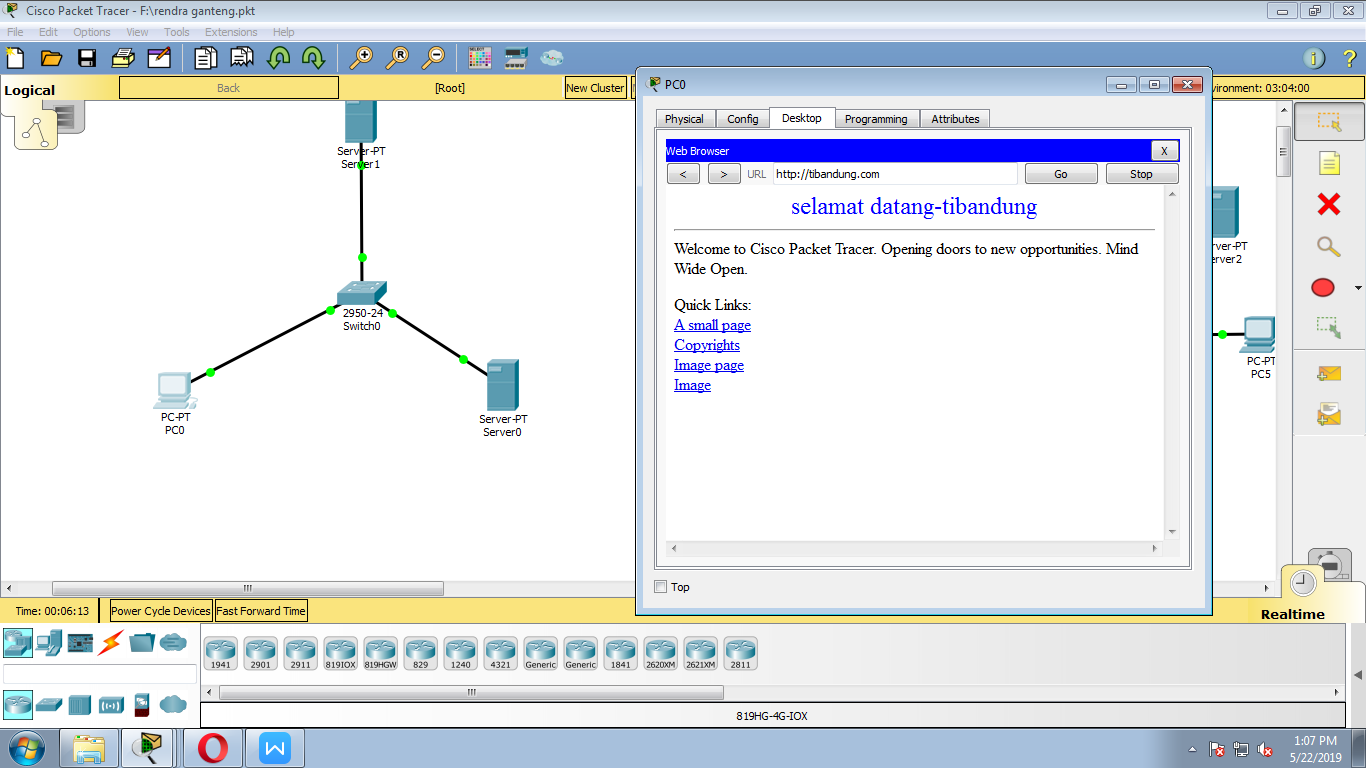 Cisco Packet Tracer - F:\rendra ganteng.pkt
File Edit Options View Tools Extensions Help
Logical
Back
[Root]
New Cluster
vironment: 03:04:00
Server-PT
Server1
2950-24
Switch0
PC-PT
PC0
Server-PT
Server0
PC0
Physical Config Desktop Programming Attributes
Web Browser
X
< > URL http://tibandung.com Go Stop
selamat datang-tibandung
Welcome to Cisco Packet Tracer. Opening doors to new opportunities. Mind
Wide Open.
Quick Links:
A small page
Copyrights
Image page
Image
Top
rver-PT
erver2
PC-PT
PC5
Time: 00:06:13 Power Cycle Devices Fast Forward Time
Realtime
1941 2901 2911 819IOX 819HGW 829 1240 4321 Generic Generic 1841 2620XM 2621XM 2811
819HG-4G-IOX
1:07 PM
5/22/2019